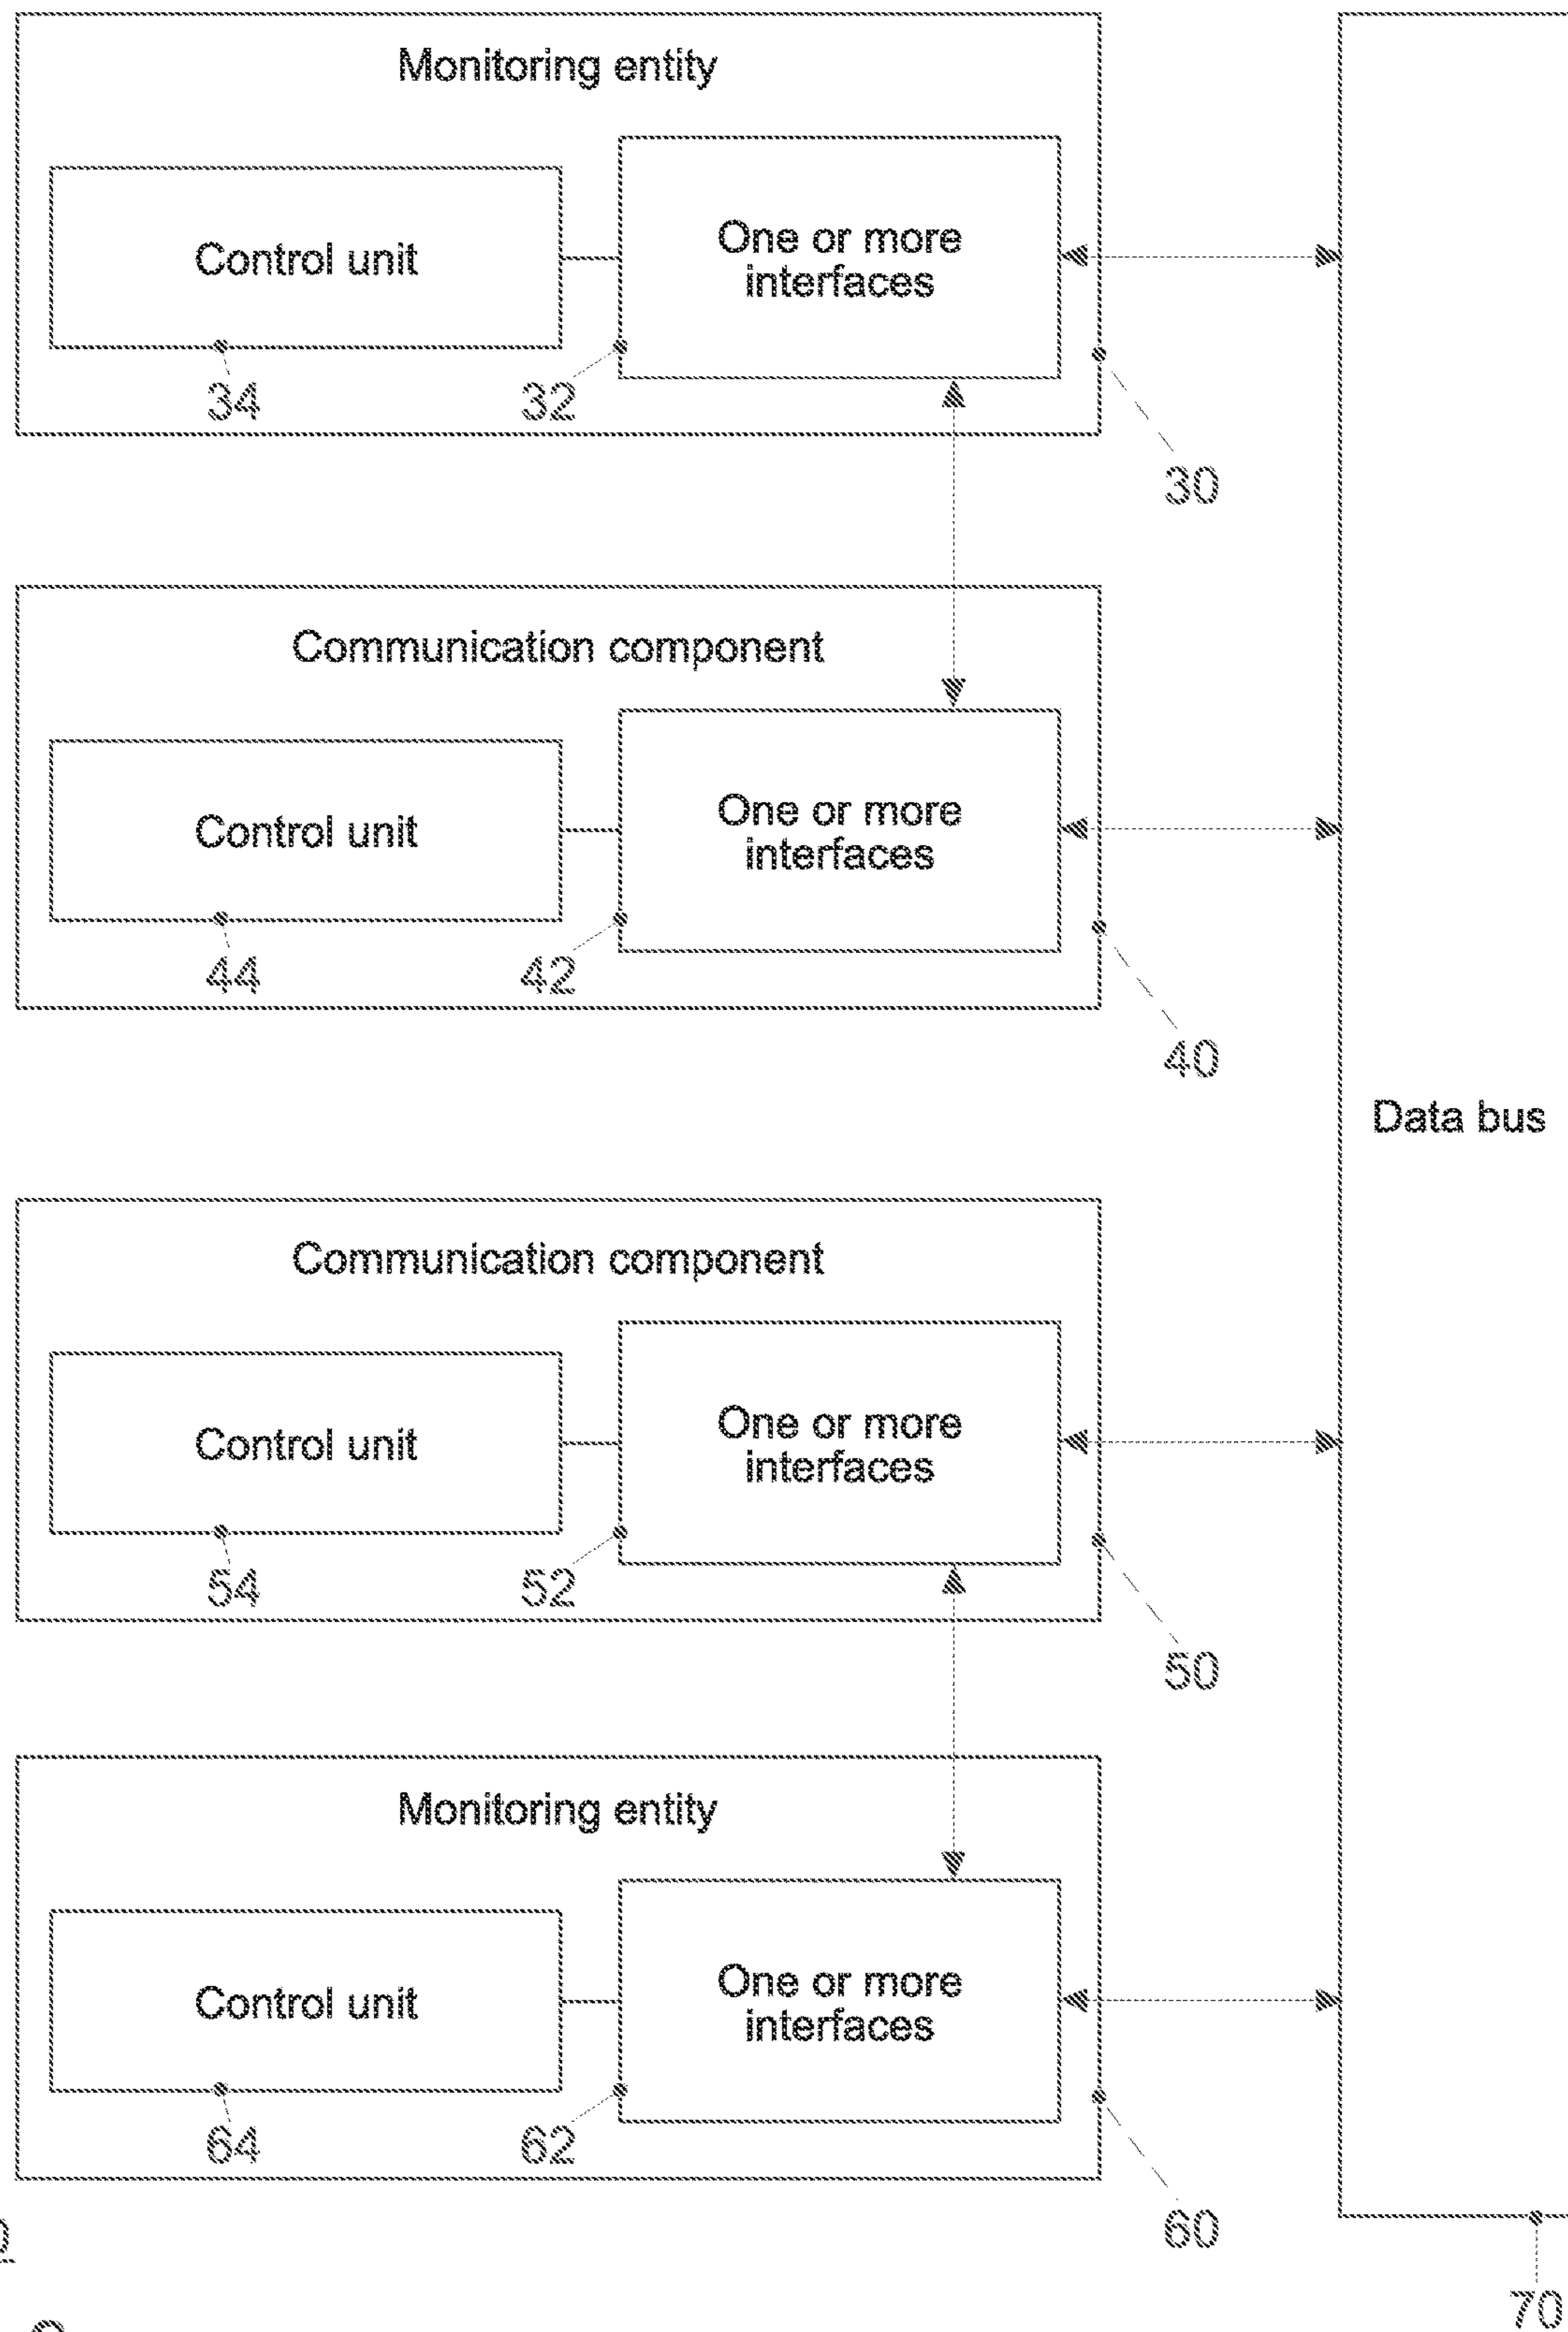 Monitoring entity
Control unit
One or more
interfaces
34
32
30
Communication component
Control unit
One or more
interfaces
44
42
40
Data bus
Communication component
Control unit
One or more
interfaces
54
52
50
Monitoring entity
Control unit
One or more
interfaces
64
62
60
70